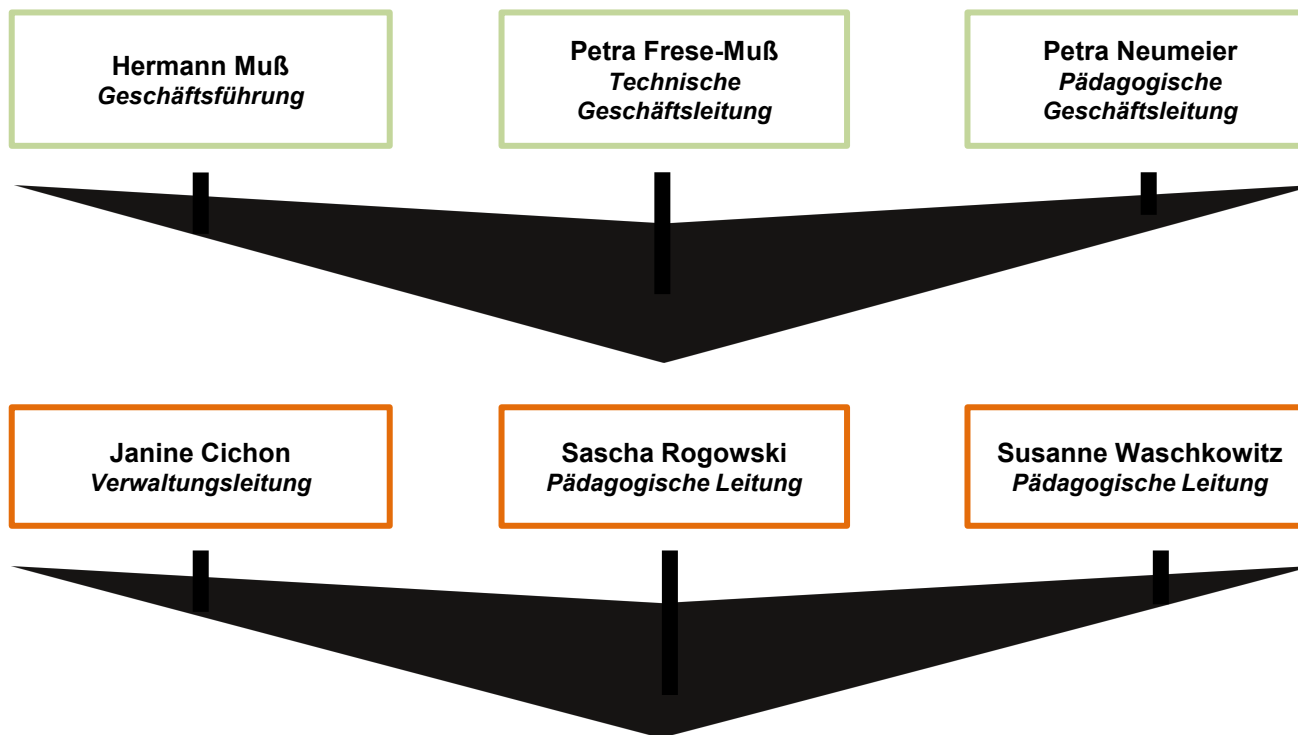 Hermann Muß
Geschäftsführung
Petra Frese-Muß
Technische
Geschäftsleitung
Petra Neumeier
Pädagogische
Geschäftsleitung
Janine Cichon
Verwaltungsleitung
Sascha Rogowski
Pädagogische Leitung
Susanne Waschkowitz
Pädagogische Leitung